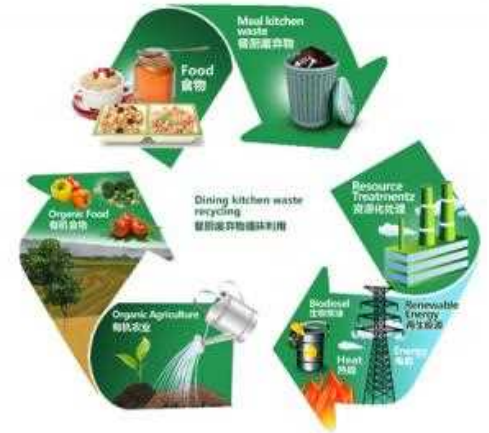 Meal kitchen
waste
餐厨废弃物
Food
食物
Resource
Treatmentz
资源化处理
Dining kitchen waste
recycling
餐厨废弃物循环利用
Organic Food
有机食物
Organic Agriculture
有机农业
Biodiesel
生物柴油
Renewable
Energy
再生能源
Heat
热能
Energy
电能